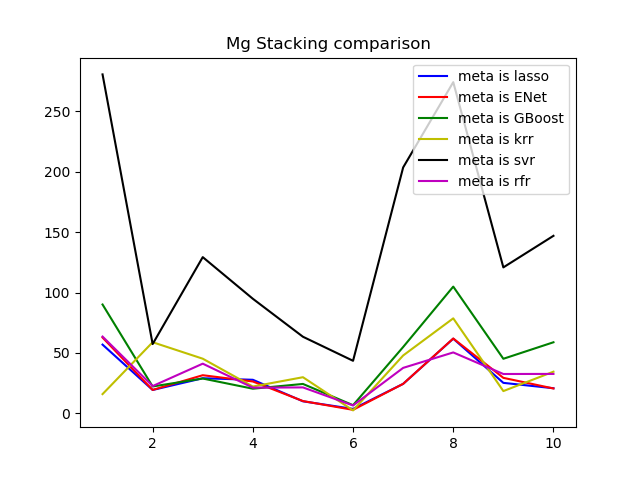 Mg Stacking comparison
meta is lasso
meta is ENet
meta is GBoost
meta is krr
meta is svr
meta is rfr
250
200
150
100
50
0
2 4 6 8 10